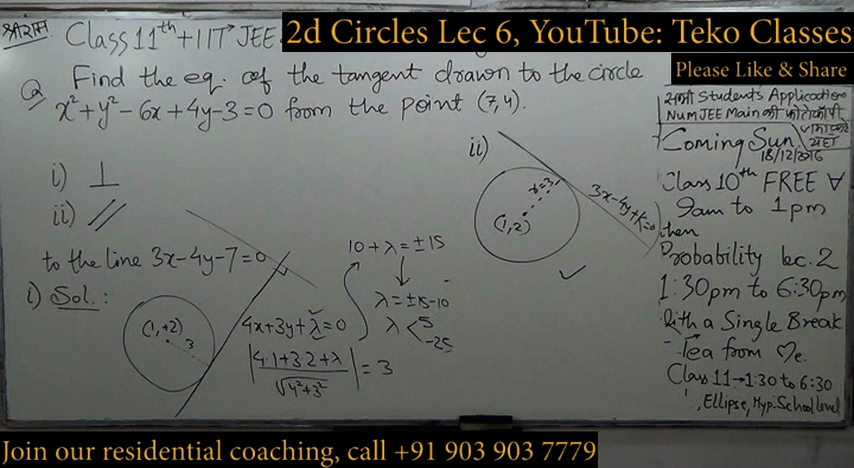 श्रीराम Class 11th + IIT JEE
2d Circles Lec 6, YouTube: Teko Classes
Please Like & Share
Q Find the eq. of the tangent drawn to the circle
x²+y²-6x+4y-3=0 from the point (7,4).
i) ⊥
ii) //
to the line 3x-4y-7=0
i) Sol.:
(1,+2)
3
4x+3y+λ=0
|4.1+3.2+λ / √4²+3²| = 3
10+λ=±15
λ=±15-10
λ< 5
-25
ii)
r=3
(1,2)
3x-4y+k=0
सभी Students Application
Num JEE Main की फोटोकॉपी
Coming Sun.
18/12/2016
Class 10th FREE ∀
9am to 1pm
then
Probability lec. 2
1:30pm to 6:30pm
With a Single Break
Tea from Me.
Class 11→1:30 to 6:30
, Ellipse, Hyp. School level
Join our residential coaching, call +91 903 903 7779